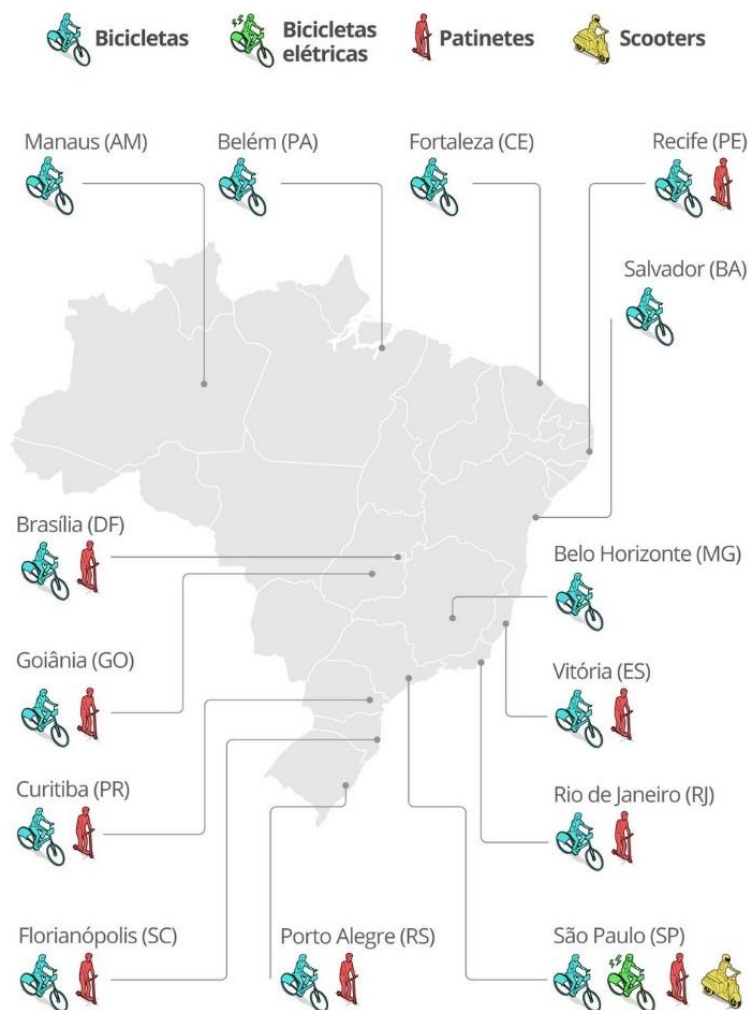 Bicicletas
Bicicletas
elétricas
Patinetes
Scooters
Manaus (AM)
Belém (PA)
Fortaleza (CE)
Recife (PE)
Salvador (BA)
Brasília (DF)
Belo Horizonte (MG)
Goiânia (GO)
Vitória (ES)
Curitiba (PR)
Rio de Janeiro (RJ)
Florianópolis (SC)
Porto Alegre (RS)
São Paulo (SP)